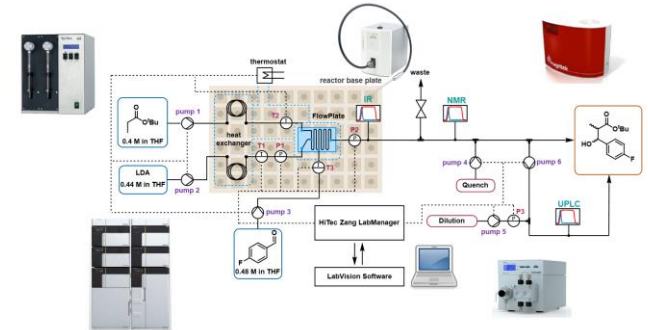 thermostat
reactor base plate
waste
IR
NMR
FlowPlate
heat
exchanger
pump 1
T2
P2
OᵗBu
O
0.4 M in THF
T1
P1
T3
LDA
0.44 M in THF
pump 2
pump 3
O
F
0.48 M in THF
pump 4
pump 6
Quench
O
OᵗBu
HO
F
HiTec Zang LabManager
LabVision Software
Dilution
pump 5
P3
UPLC